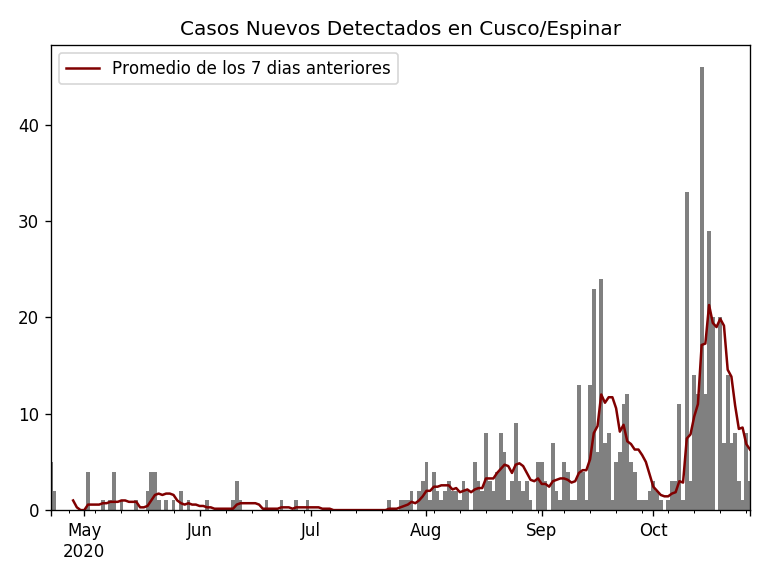 Casos Nuevos Detectados en Cusco/Espinar
Promedio de los 7 dias anteriores
40
30
20
10
0
May Jun Jul Aug Sep Oct
2020